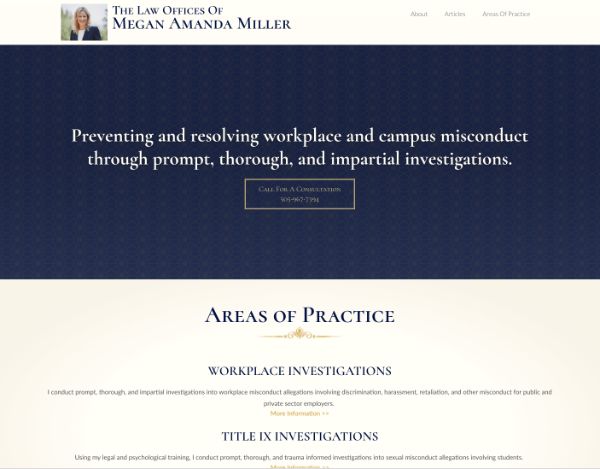 The Law Offices Of
Megan Amanda Miller
About
Articles
Areas Of Practice
Preventing and resolving workplace and campus misconduct
through prompt, thorough, and impartial investigations.
Call For A Consultation
505-967-7394
Areas of Practice
WORKPLACE INVESTIGATIONS
I conduct prompt, thorough, and impartial investigations into workplace misconduct allegations involving discrimination, harassment, retaliation, and other misconduct for public and
private sector employers.
More Information >>
TITLE IX INVESTIGATIONS
Using my legal and psychological training, I conduct prompt, thorough, and trauma informed investigations into sexual misconduct allegations involving students.
More Information >>